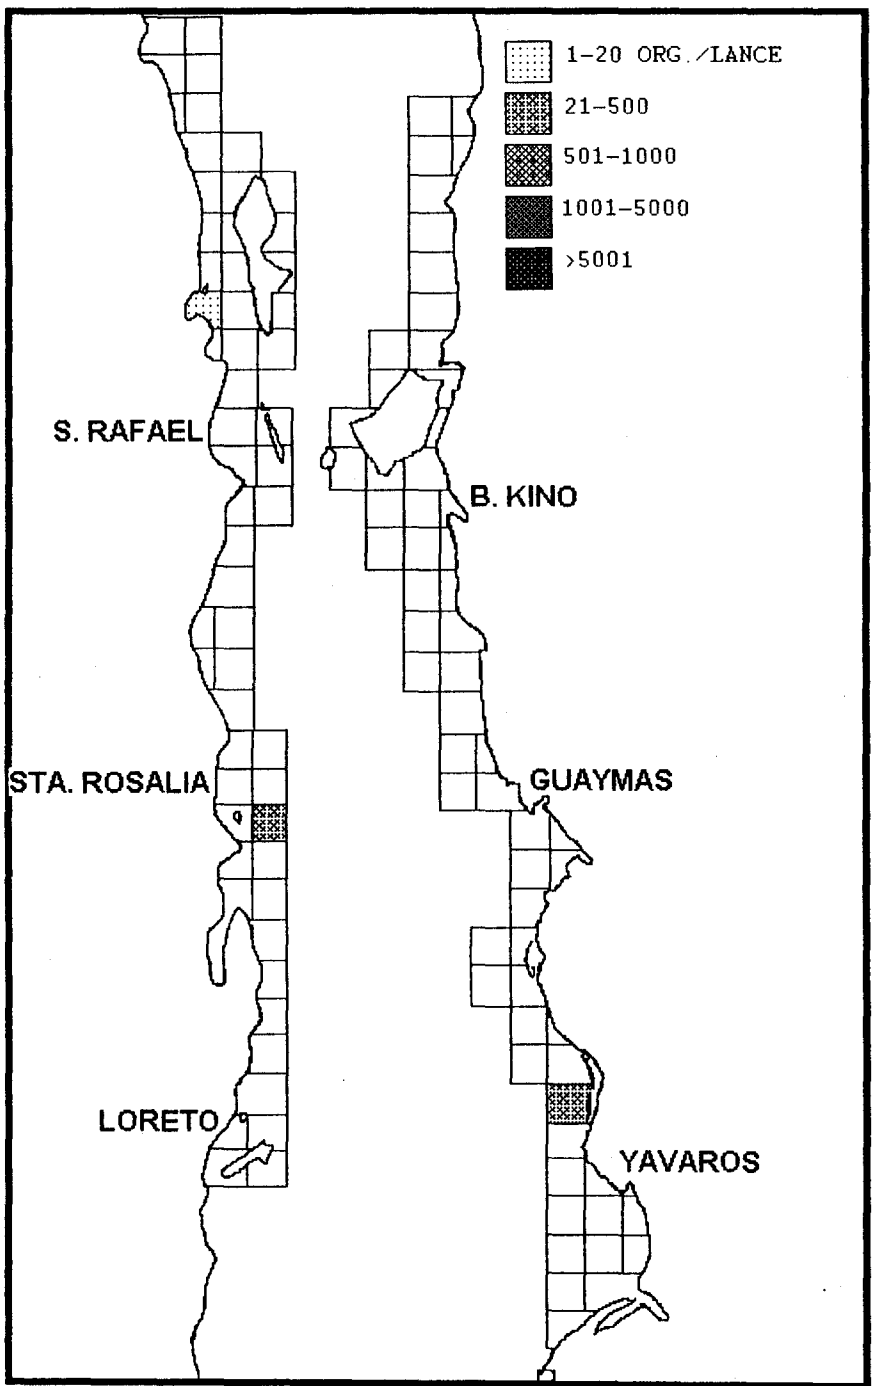 1-20 ORG./LANCE
21-500
501-1000
1001-5000
>5001
S. RAFAEL
B. KINO
STA. ROSALIA
GUAYMAS
LORETO
YAVAROS